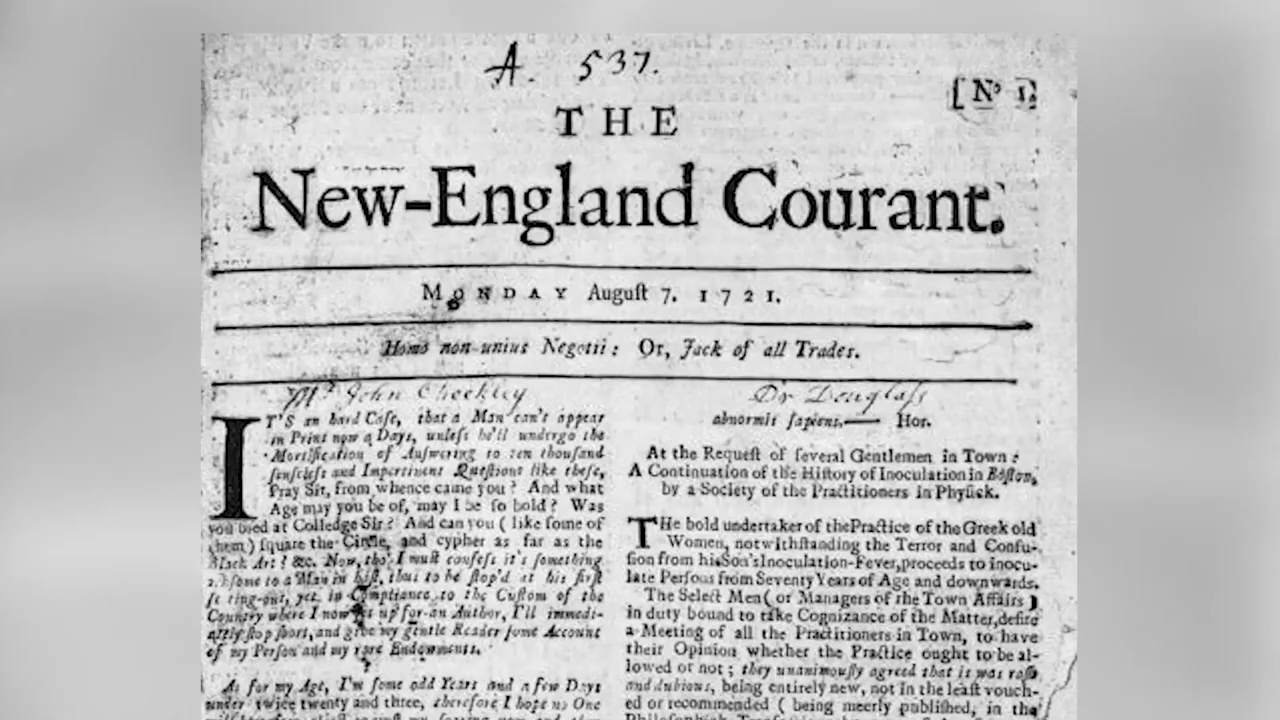 A. 537.
[N° 1.
THE
New-England Courant.
MONDAY Auguſt 7. 1721.
Homo non unius Negotii: Or, Jack of all Trades.
Mr John Checkley
I
T'S an hard Caſe, that a Man can't appear
in Print now a Days, unleſs he'll undergo the
Mortification of Anſwering to ten thouſand
ſenſeleſs and Impertinent Queſtions like theſe,
Pray Sir, from whence came you? And what
Age may you be of, may I be ſo bold? Was
you bred at Colledge Sir? And can you (like ſome of
them) ſquare the Circle, and cypher as far as the
Black Art? &c. Now, tho' I muſt confeſs it's ſomething
to a Man in haſt, thus to be ſtop'd at his firſt
ſetting-out, yet in Compliance to the Cuſtom of the
Country where I now ſet up for an Author, I'll immedi-
ately ſtop ſhort, and give my gentle Reader ſome Account
of my Perſon and my rare Endowments.
As for my Age, I'm ſome odd Years and a few Days
under twice twenty and three, therefore I hope no One
Dr Douglaſs
abnormis ſapiens.— Hor.
At the Requeſt of ſeveral Gentlemen in Town:
A Continuation of the Hiſtory of Inoculation in Boſton,
by a Society of the Practitioners in Phyſick.
THe bold undertaker of the Practice of the Greek old
Women, notwithſtanding the Terror and Confu-
ſion from his Son's Inoculation-Fever, proceeds to inocu-
late Perſons from Seventy Years of Age and downwards.
The Select Men (or Managers of the Town Affairs)
in duty bound to take Cognizance of the Matter, deſire
a Meeting of all the Practitioners in Town, to have
their Opinion whether the Practice ought to be al-
lowed or not; they unanimouſly agreed that it was raſh
and dubious, being entirely new, not in the leaſt vouch-
ed or recommended (being meerly publiſhed, in the